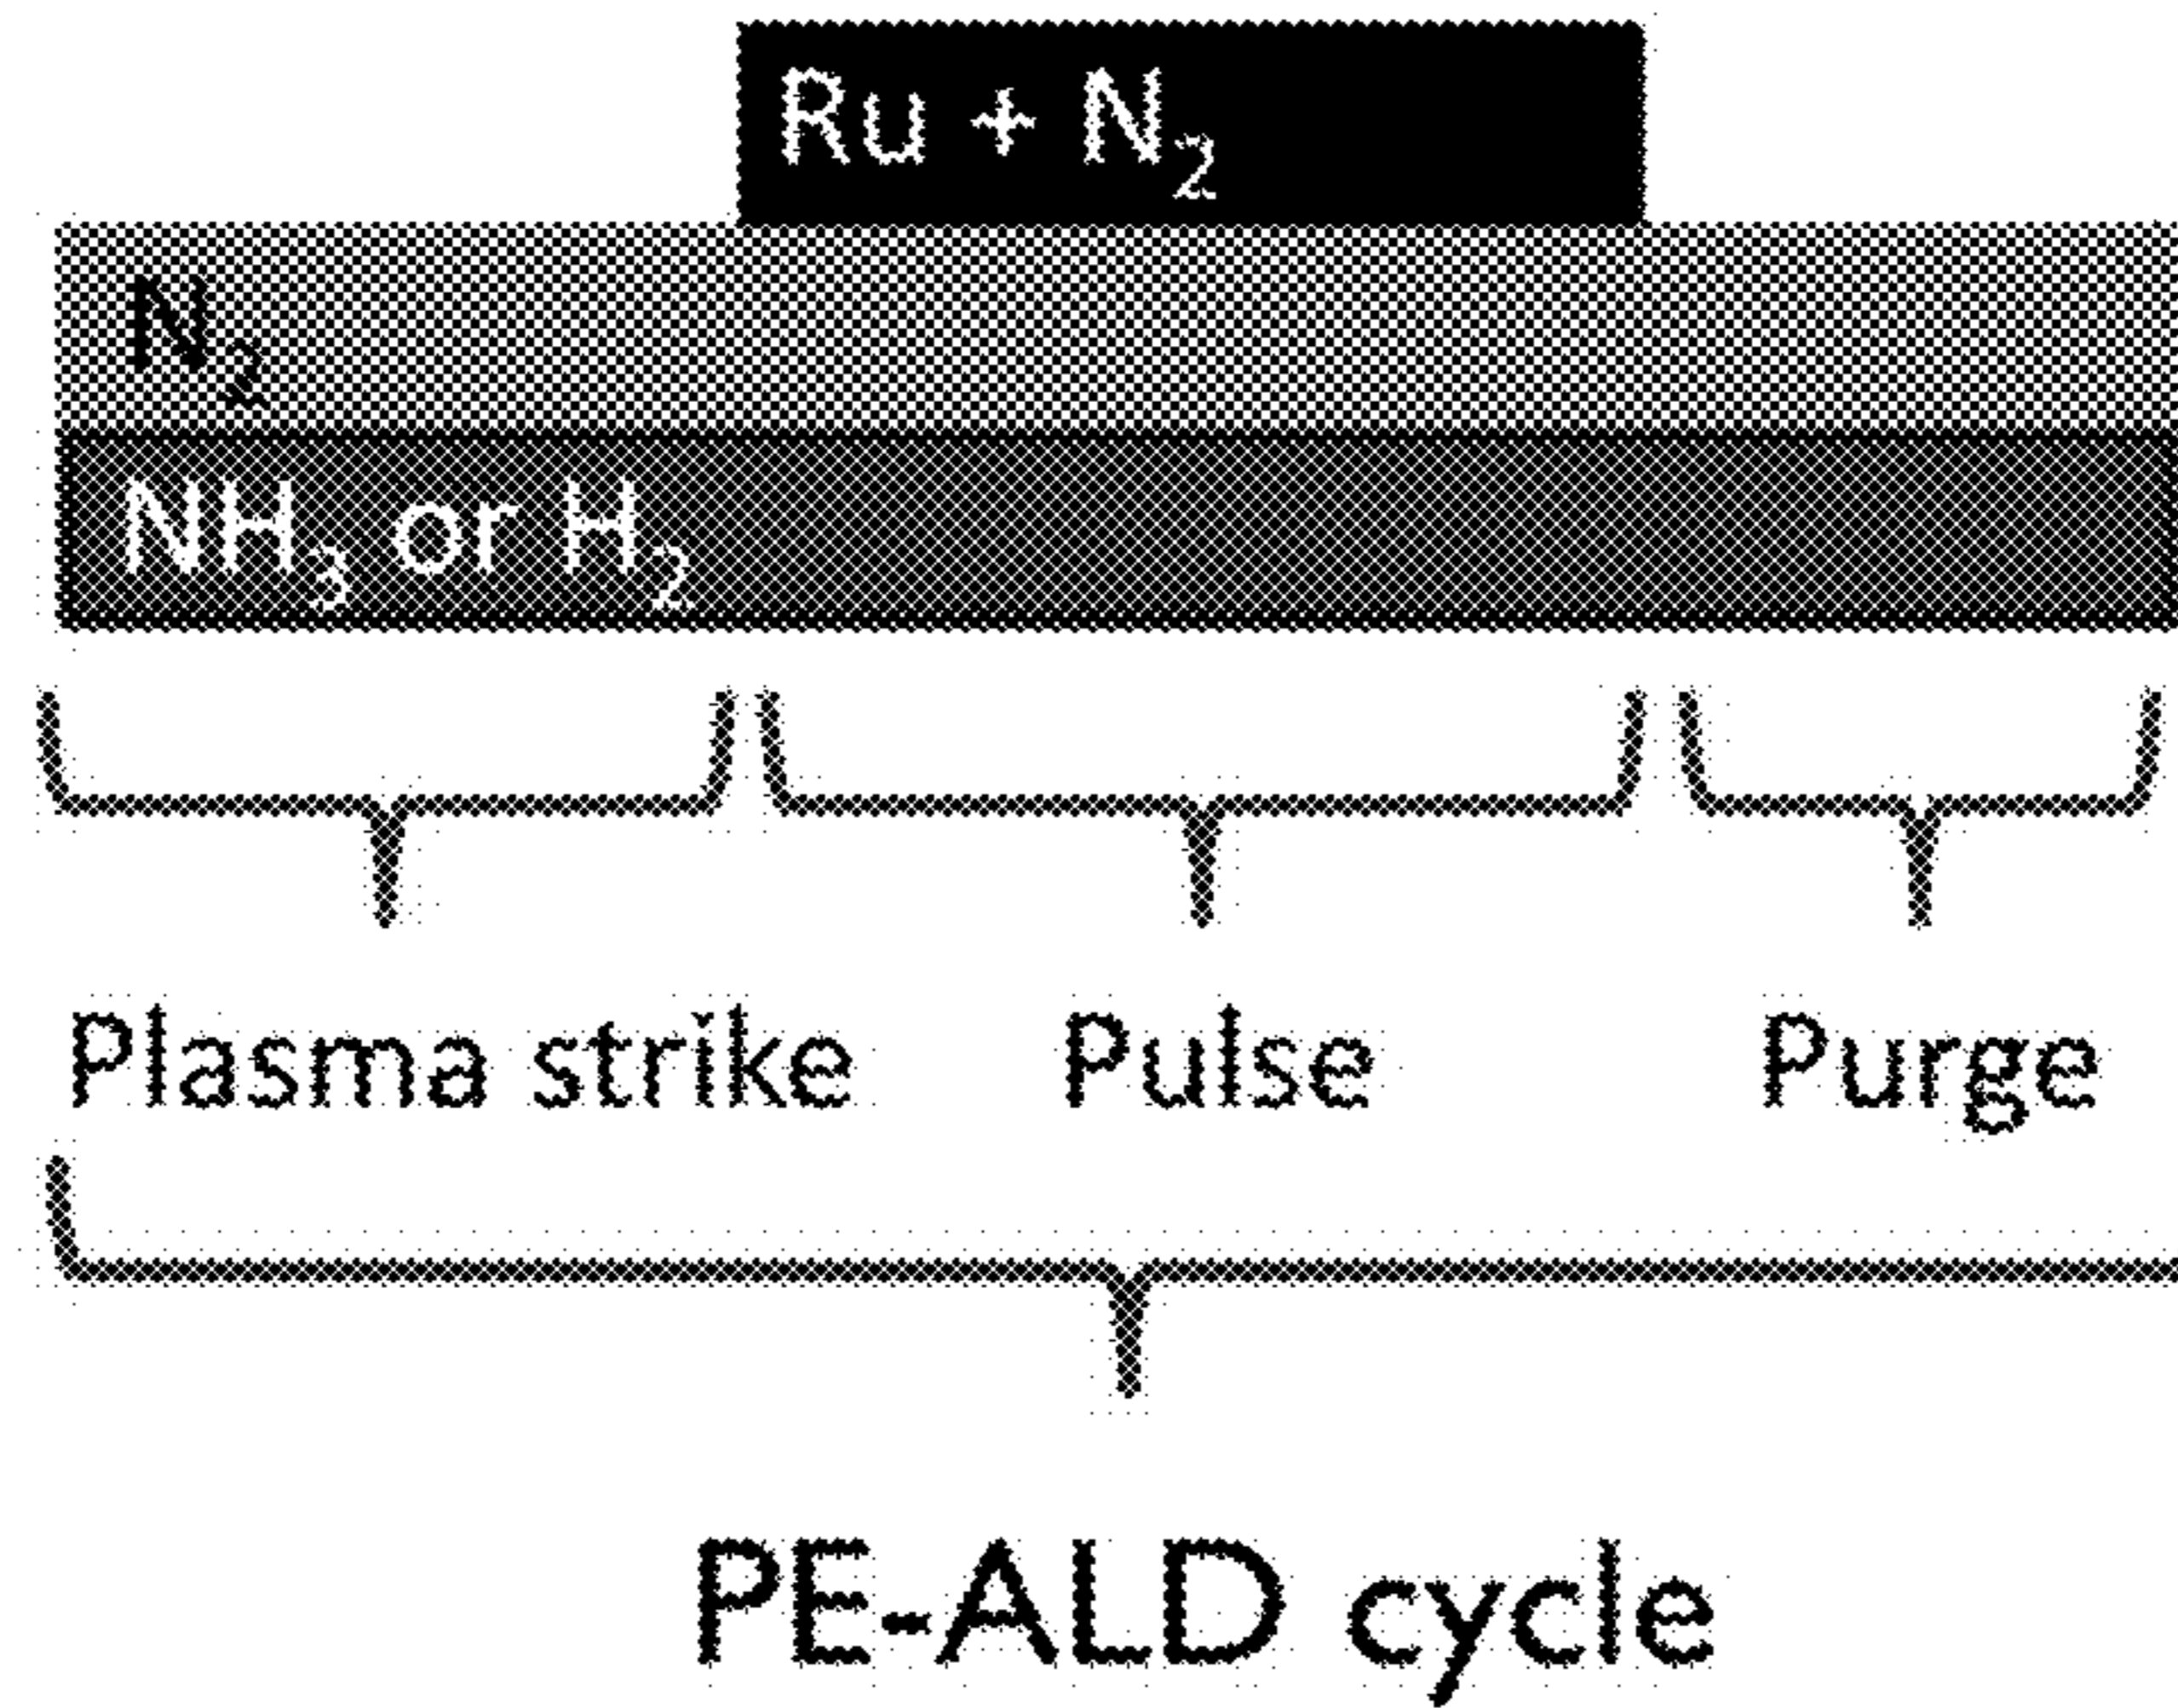 Ru + N₂
N₂
NH₃ or H₂
Plasma strike Pulse Purge
PE-ALD cycle